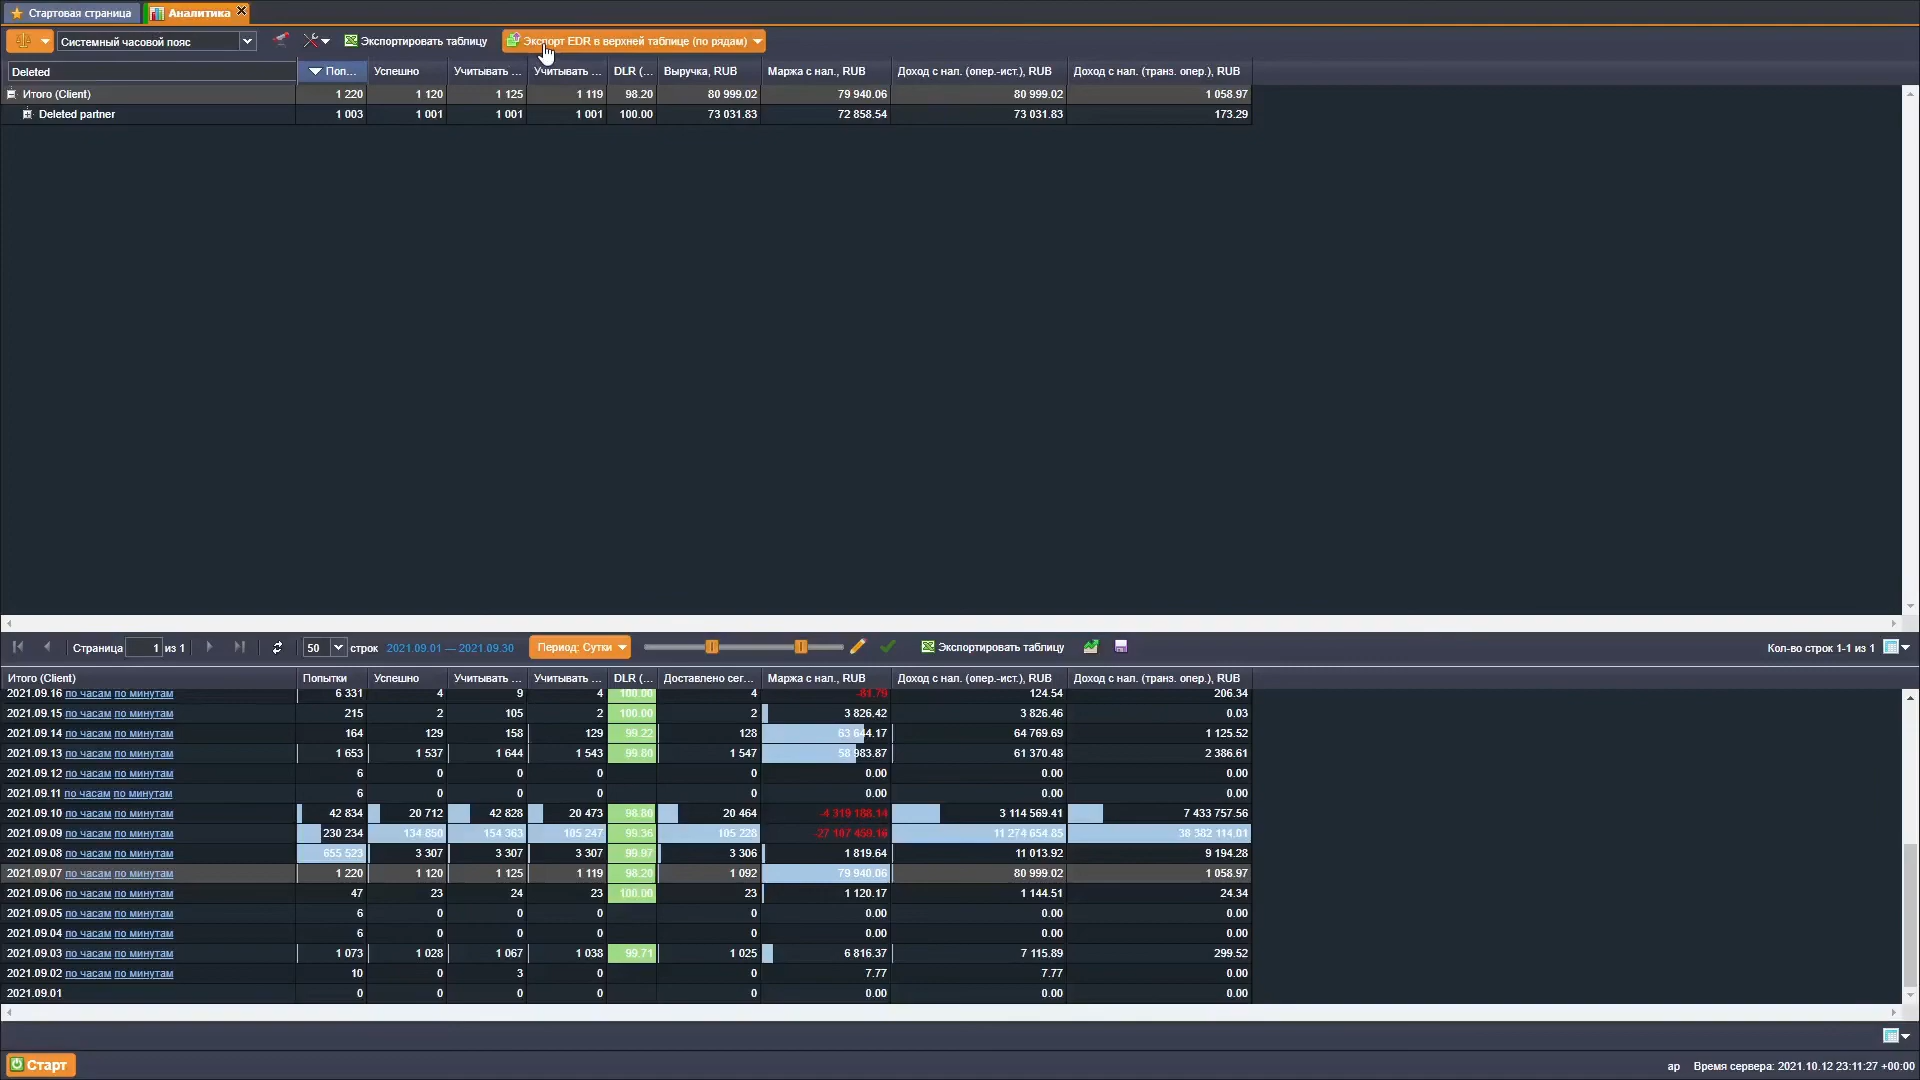 Стартовая страница Аналитика
Системный часовой пояс Экспортировать таблицу Экспорт EDR в верхней таблице (по рядам)
Deleted Поп... Успешно Учитывать ... Учитывать ... DLR (... Выручка, RUB Маржа с нал., RUB Доход с нал. (опер.-ист.), RUB Доход с нал. (транз. опер.), RUB
Итого (Client) 1 220 1 120 1 125 1 119 98.20 80 999.02 79 940.06 80 999.02 1 058.97
Deleted partner 1 003 1 001 1 001 1 001 100.00 73 031.83 72 858.54 73 031.83 173.29
Страница 1 из 1 50 строк 2021.09.01 — 2021.09.30 Период: Сутки Экспортировать таблицу Кол-во строк 1-1 из 1
Итого (Client) Попытки Успешно Учитывать ... Учитывать ... DLR (... Доставлено сег... Маржа с нал., RUB Доход с нал. (опер.-ист.), RUB Доход с нал. (транз. опер.), RUB
2021.09.16 по часам по минутам 6 331 4 9 4 100.00 4 -81.79 124.54 206.34
2021.09.15 по часам по минутам 215 2 105 2 100.00 2 3 826.42 3 826.46 0.03
2021.09.14 по часам по минутам 164 129 158 129 99.22 128 63 644.17 64 769.69 1 125.52
2021.09.13 по часам по минутам 1 653 1 537 1 644 1 543 99.80 1 547 58 983.87 61 370.48 2 386.61
2021.09.12 по часам по минутам 6 0 0 0 0 0.00 0.00 0.00
2021.09.11 по часам по минутам 6 0 0 0 0 0.00 0.00 0.00
2021.09.10 по часам по минутам 42 834 20 712 42 828 20 473 98.80 20 464 -4 319 188.14 3 114 569.41 7 433 757.56
2021.09.09 по часам по минутам 230 234 134 850 154 363 105 247 99.36 105 228 -27 107 459.16 11 274 654.85 38 382 114.01
2021.09.08 по часам по минутам 655 523 3 307 3 307 3 307 99.97 3 306 1 819.64 11 013.92 9 194.28
2021.09.07 по часам по минутам 1 220 1 120 1 125 1 119 98.20 1 092 79 940.06 80 999.02 1 058.97
2021.09.06 по часам по минутам 47 23 24 23 100.00 23 1 120.17 1 144.51 24.34
2021.09.05 по часам по минутам 6 0 0 0 0 0.00 0.00 0.00
2021.09.04 по часам по минутам 6 0 0 0 0 0.00 0.00 0.00
2021.09.03 по часам по минутам 1 073 1 028 1 067 1 038 99.71 1 025 6 816.37 7 115.89 299.52
2021.09.02 по часам по минутам 10 0 3 0 0 7.77 7.77 0.00
2021.09.01 0 0 0 0 0 0.00 0.00 0.00
Старт ар Время сервера: 2021.10.12 23:11:27 +00:00